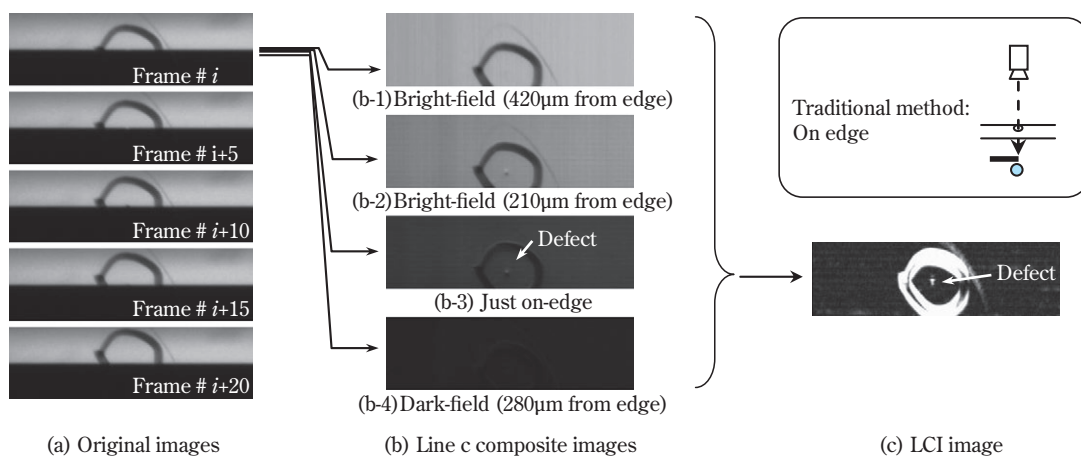 Frame # i
Frame # i+5
Frame # i+10
Frame # i+15
Frame # i+20
(a) Original images
(b-1)Bright-field (420μm from edge)
(b-2)Bright-field (210μm from edge)
Defect
(b-3) Just on-edge
(b-4)Dark-field (280μm from edge)
(b) Line c composite images
Traditional method:
On edge
Defect
(c) LCI image